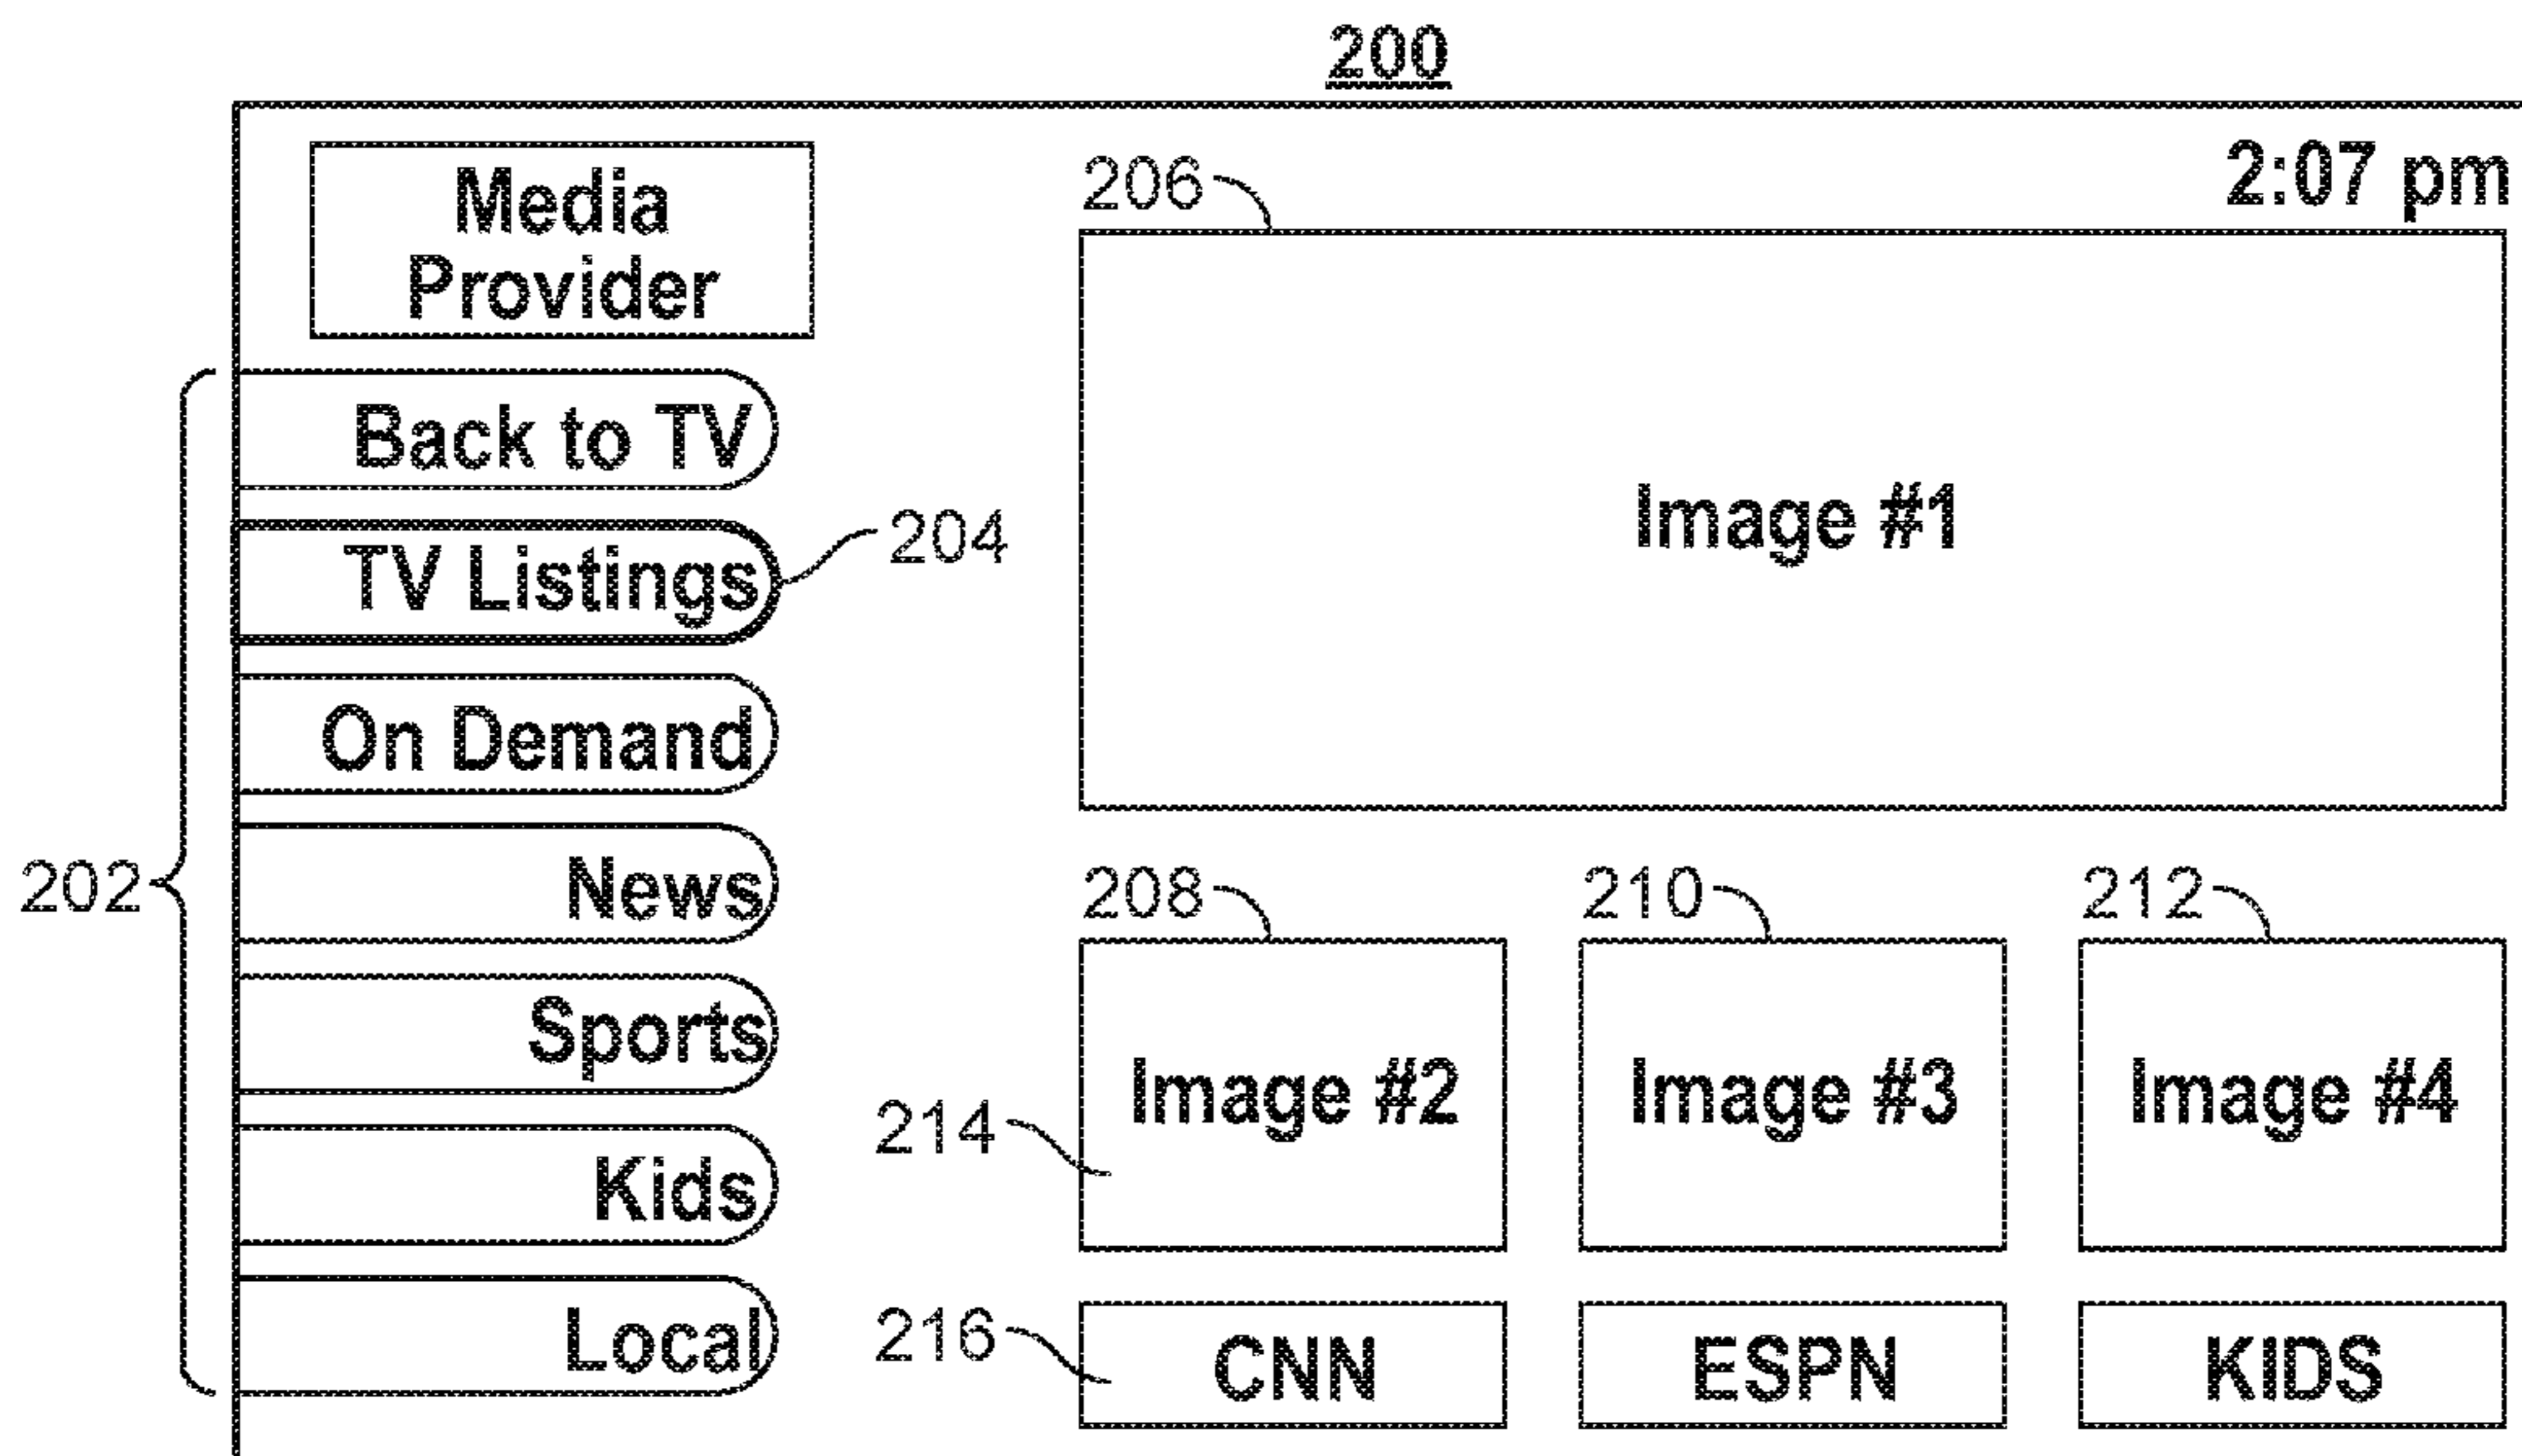 200
2:07 pm
Media
Provider
206
Back to TV
Image #1
TV Listings
204
On Demand
202
News
208
210
212
Sports
Image #2
Image #3
Image #4
214
Kids
Local
216
CNN
ESPN
KIDS